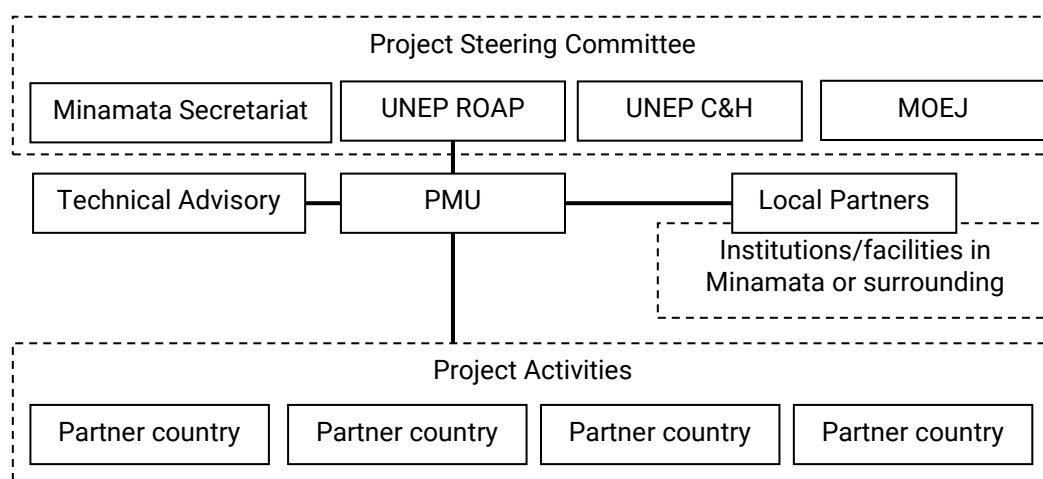 Project Steering Committee
Minamata Secretariat
UNEP ROAP
UNEP C&H
MOEJ
Technical Advisory
PMU
Local Partners
Institutions/facilities in
Minamata or surrounding
Project Activities
Partner country
Partner country
Partner country
Partner country